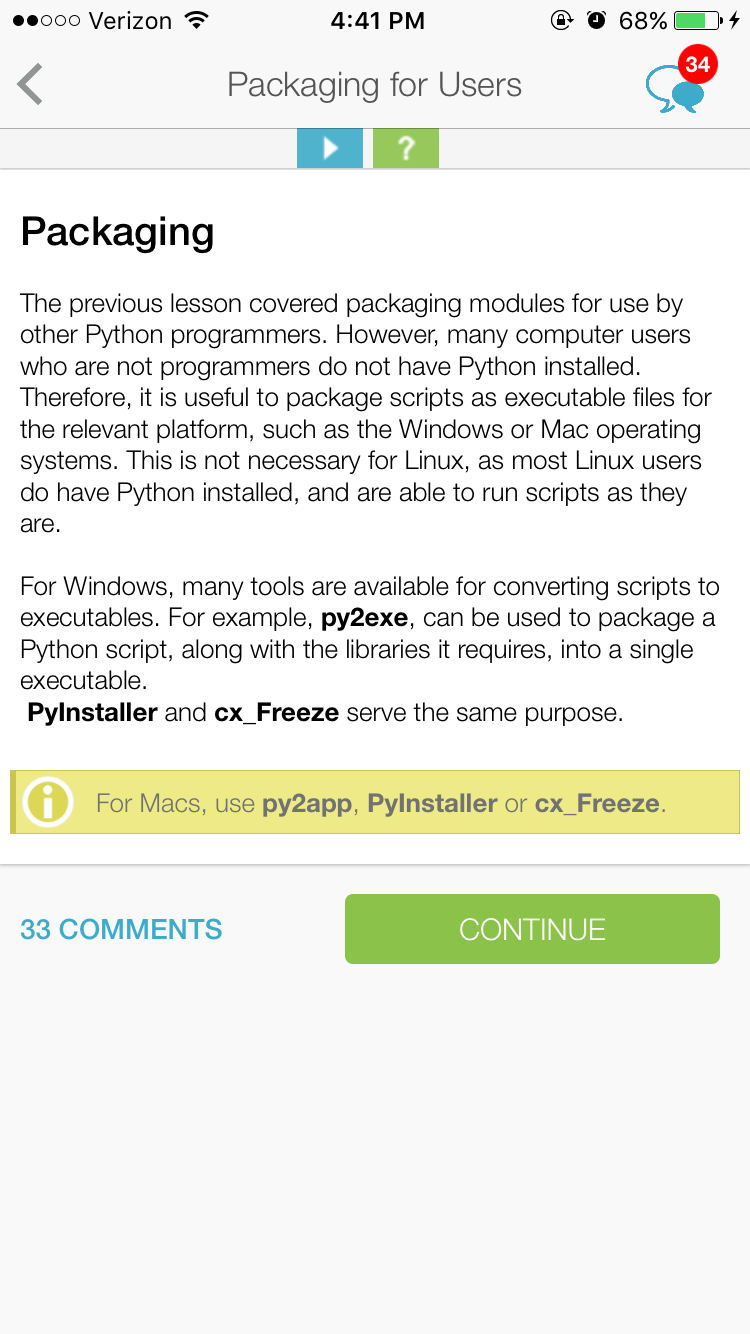 Verizon 4:41 PM 68%
Packaging for Users 34
?
Packaging
The previous lesson covered packaging modules for use by
other Python programmers. However, many computer users
who are not programmers do not have Python installed.
Therefore, it is useful to package scripts as executable files for
the relevant platform, such as the Windows or Mac operating
systems. This is not necessary for Linux, as most Linux users
do have Python installed, and are able to run scripts as they
are.
For Windows, many tools are available for converting scripts to
executables. For example, py2exe, can be used to package a
Python script, along with the libraries it requires, into a single
executable.
PyInstaller and cx_Freeze serve the same purpose.
For Macs, use py2app, PyInstaller or cx_Freeze.
33 COMMENTS CONTINUE